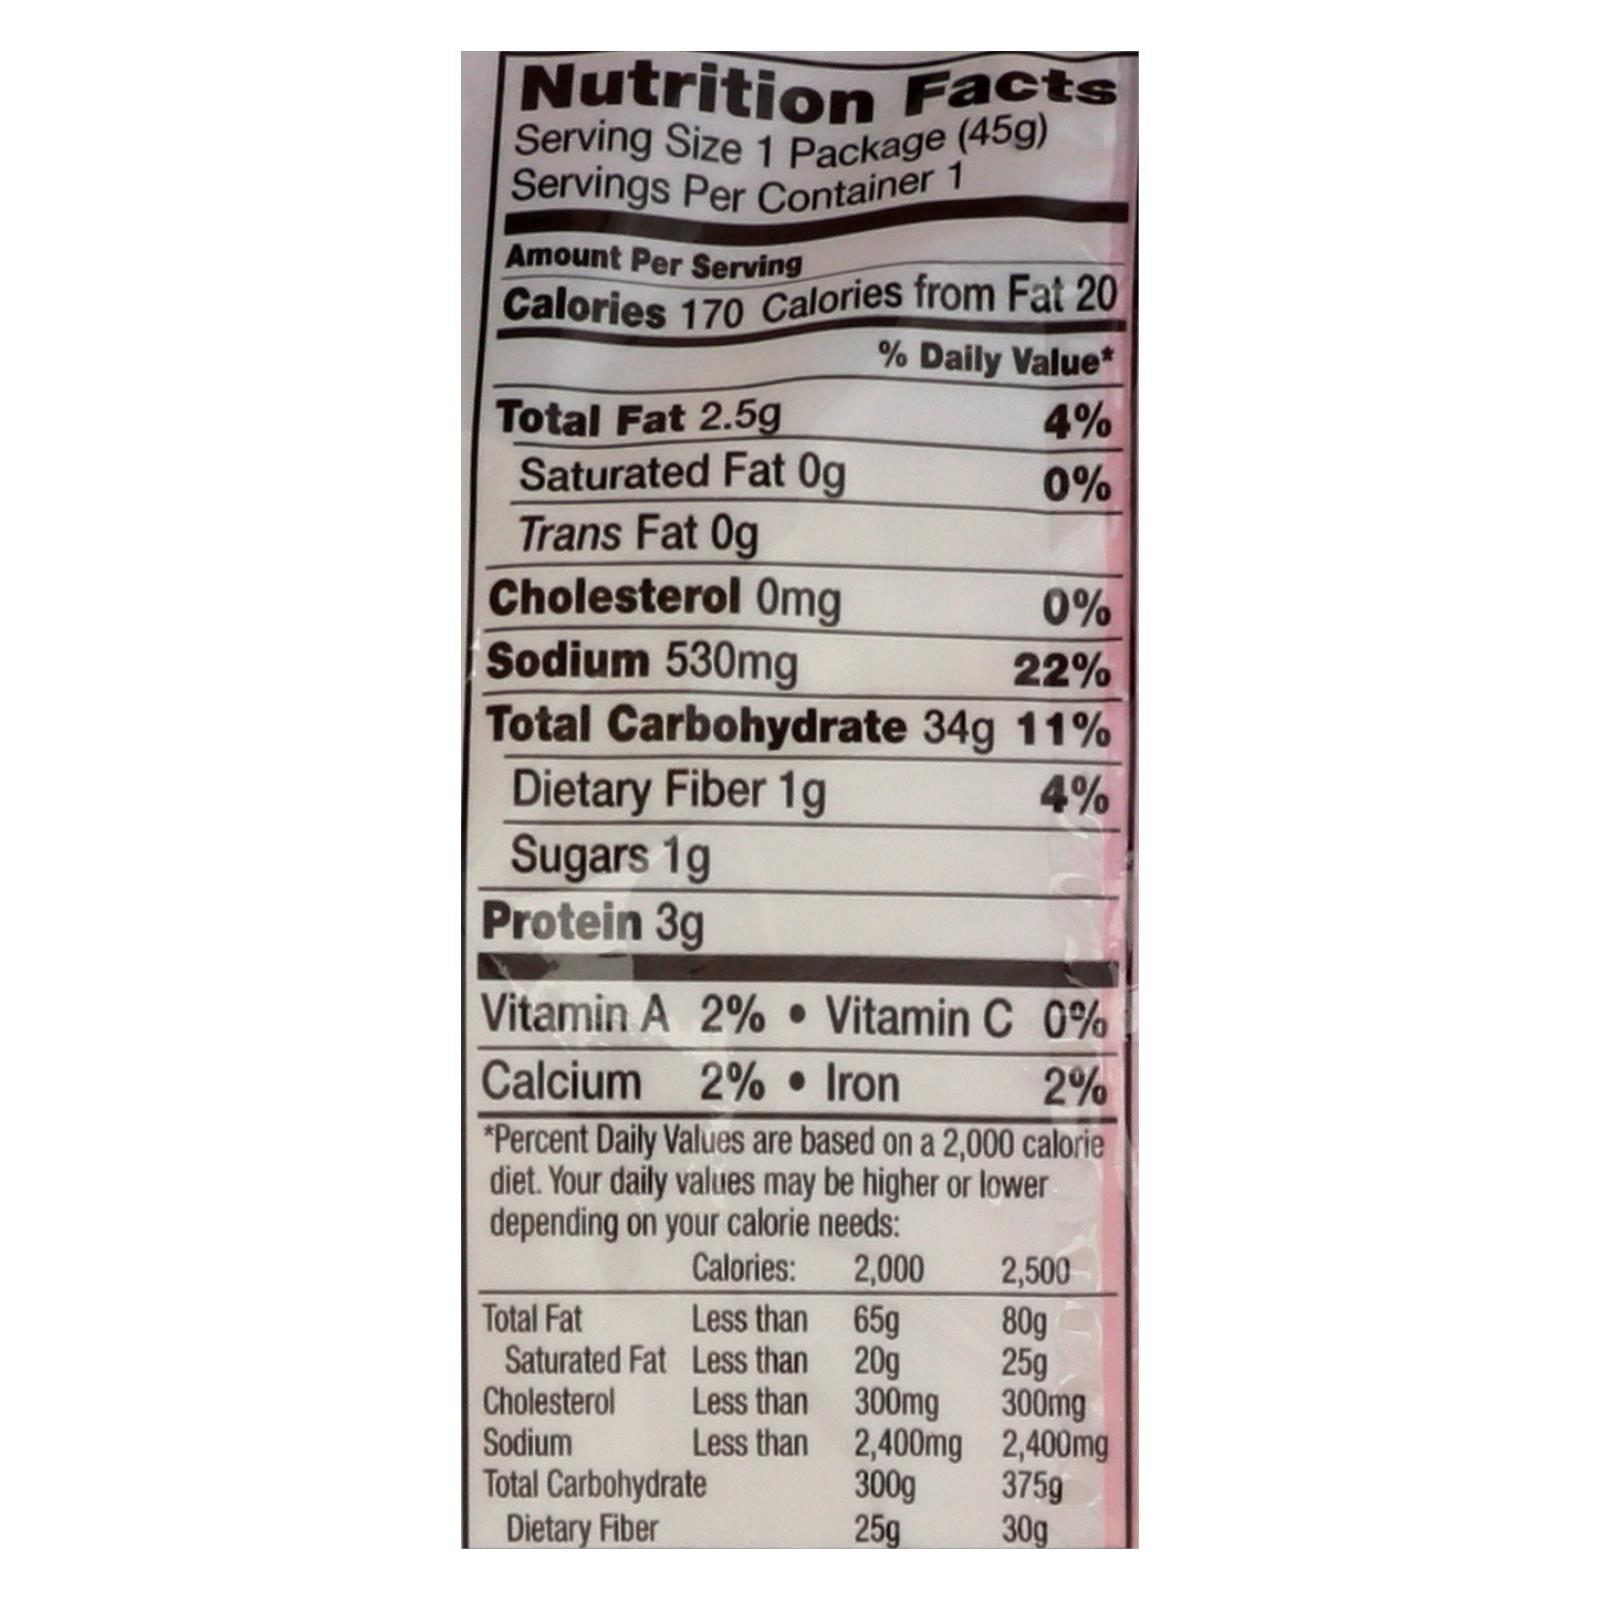 Nutrition Facts
Serving Size 1 Package (45g)
Servings Per Container 1
Amount Per Serving
Calories 170 Calories from Fat 20
% Daily Value*
Total Fat 2.5g 4%
Saturated Fat 0g 0%
Trans Fat 0g
Cholesterol 0mg 0%
Sodium 530mg 22%
Total Carbohydrate 34g 11%
Dietary Fiber 1g 4%
Sugars 1g
Protein 3g
Vitamin A 2% • Vitamin C 0%
Calcium 2% • Iron 2%
*Percent Daily Values are based on a 2,000 calorie
diet. Your daily values may be higher or lower
depending on your calorie needs:
Calories: 2,000 2,500
Total Fat Less than 65g 80g
Saturated Fat Less than 20g 25g
Cholesterol Less than 300mg 300mg
Sodium Less than 2,400mg 2,400mg
Total Carbohydrate 300g 375g
Dietary Fiber 25g 30g